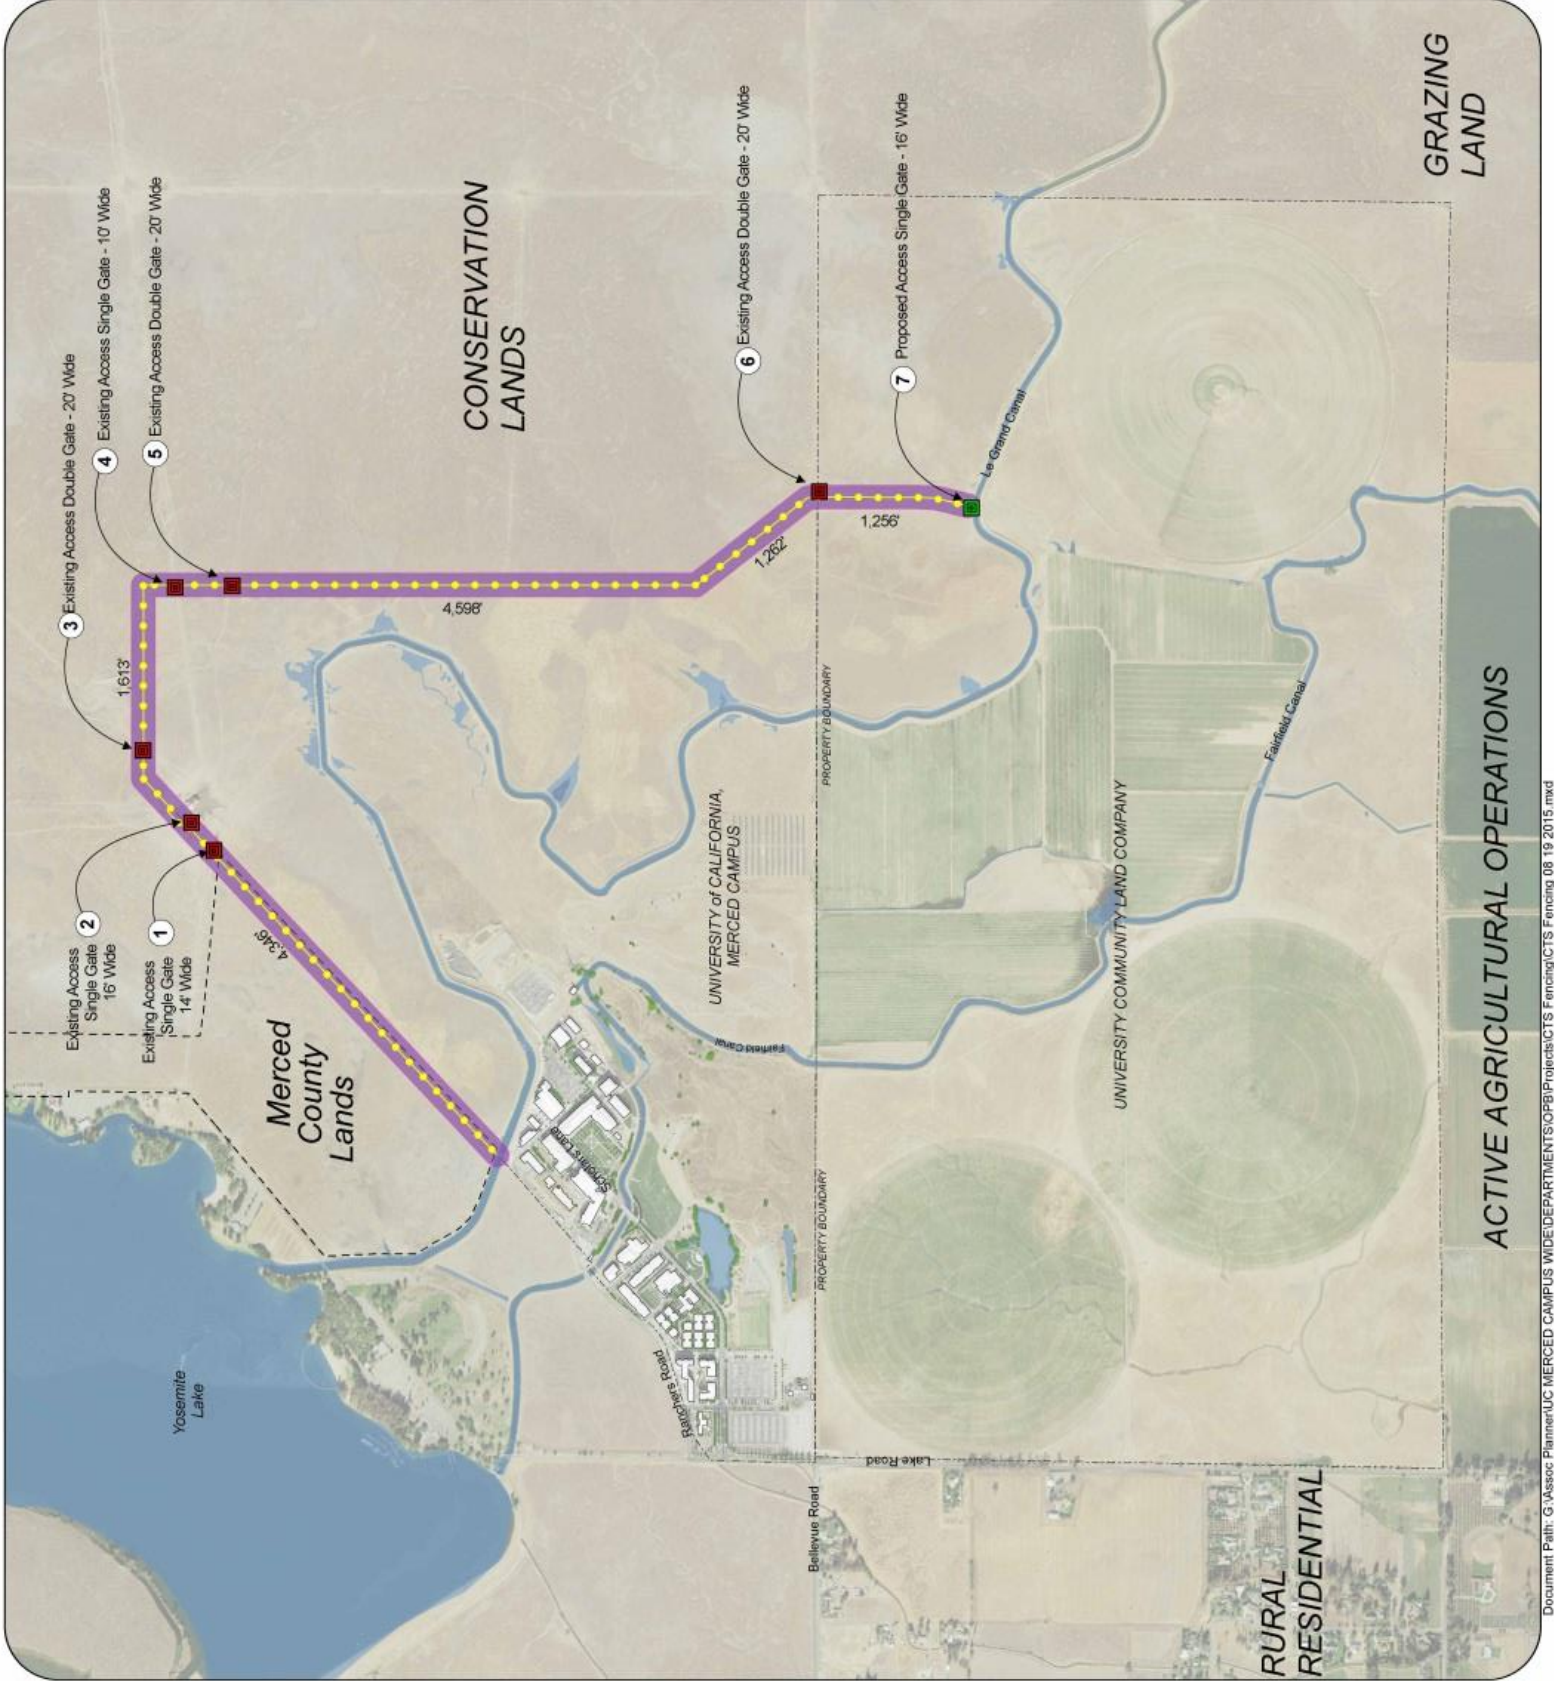 3 Existing Access Double Gate - 20' Wide
4 Existing Access Single Gate - 10' Wide
5 Existing Access Double Gate - 20' Wide
6 Existing Access Double Gate - 20' Wide
7 Proposed Access Single Gate - 16' Wide
Existing Access
Single Gate
16' Wide
2
Existing Access
Single Gate
14' Wide
1
1,613'
4,346'
4,598'
1,262'
1,256'
CONSERVATION
LANDS
GRAZING
LAND
Merced
County
Lands
Yosemite
Lake
Le Grand Canal
Fairfield Canal
Fairfield Canal
PROPERTY BOUNDARY
PROPERTY BOUNDARY
UNIVERSITY of CALIFORNIA,
MERCED CAMPUS
UNIVERSITY COMMUNITY LAND COMPANY
Scholars Lane
Ranchers Road
Lake Road
Bellevue Road
RURAL
RESIDENTIAL
ACTIVE AGRICULTURAL OPERATIONS
Document Path: G:\Assoc Planner\UC MERCED CAMPUS WIDE\DEPARTMENTS\OPB\Projects\CTS Fencing\CTS Fencing 08 19 2015.mxd